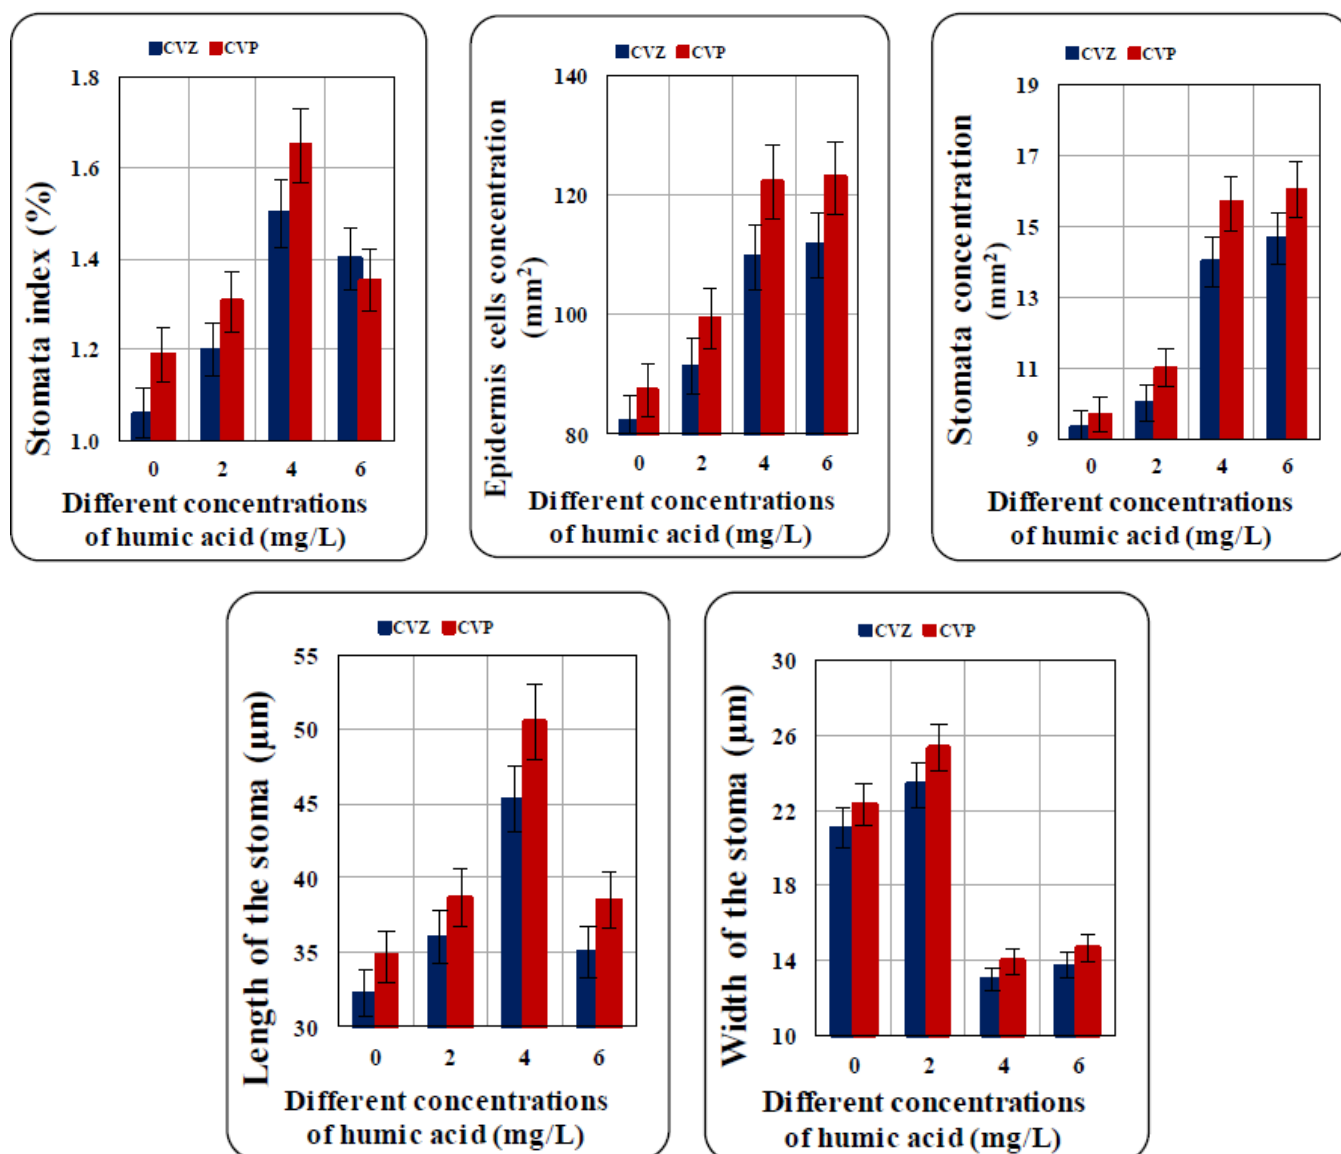 CVZ CVP
Stomata index (%)
1.8
1.6
1.4
1.2
1.0
0 2 4 6
Different concentrations
of humic acid (mg/L)
CVZ CVP
Epidermis cells concentration
(mm²)
140
120
100
80
0 2 4 6
Different concentrations
of humic acid (mg/L)
CVZ CVP
Stomata concentration
(mm²)
19
17
15
13
11
9
0 2 4 6
Different concentrations
of humic acid (mg/L)
CVZ CVP
Length of the stoma (µm)
55
50
45
40
35
30
0 2 4 6
Different concentrations
of humic acid (mg/L)
CVZ CVP
Width of the stoma (µm)
30
26
22
18
14
10
0 2 4 6
Different concentrations
of humic acid (mg/L)